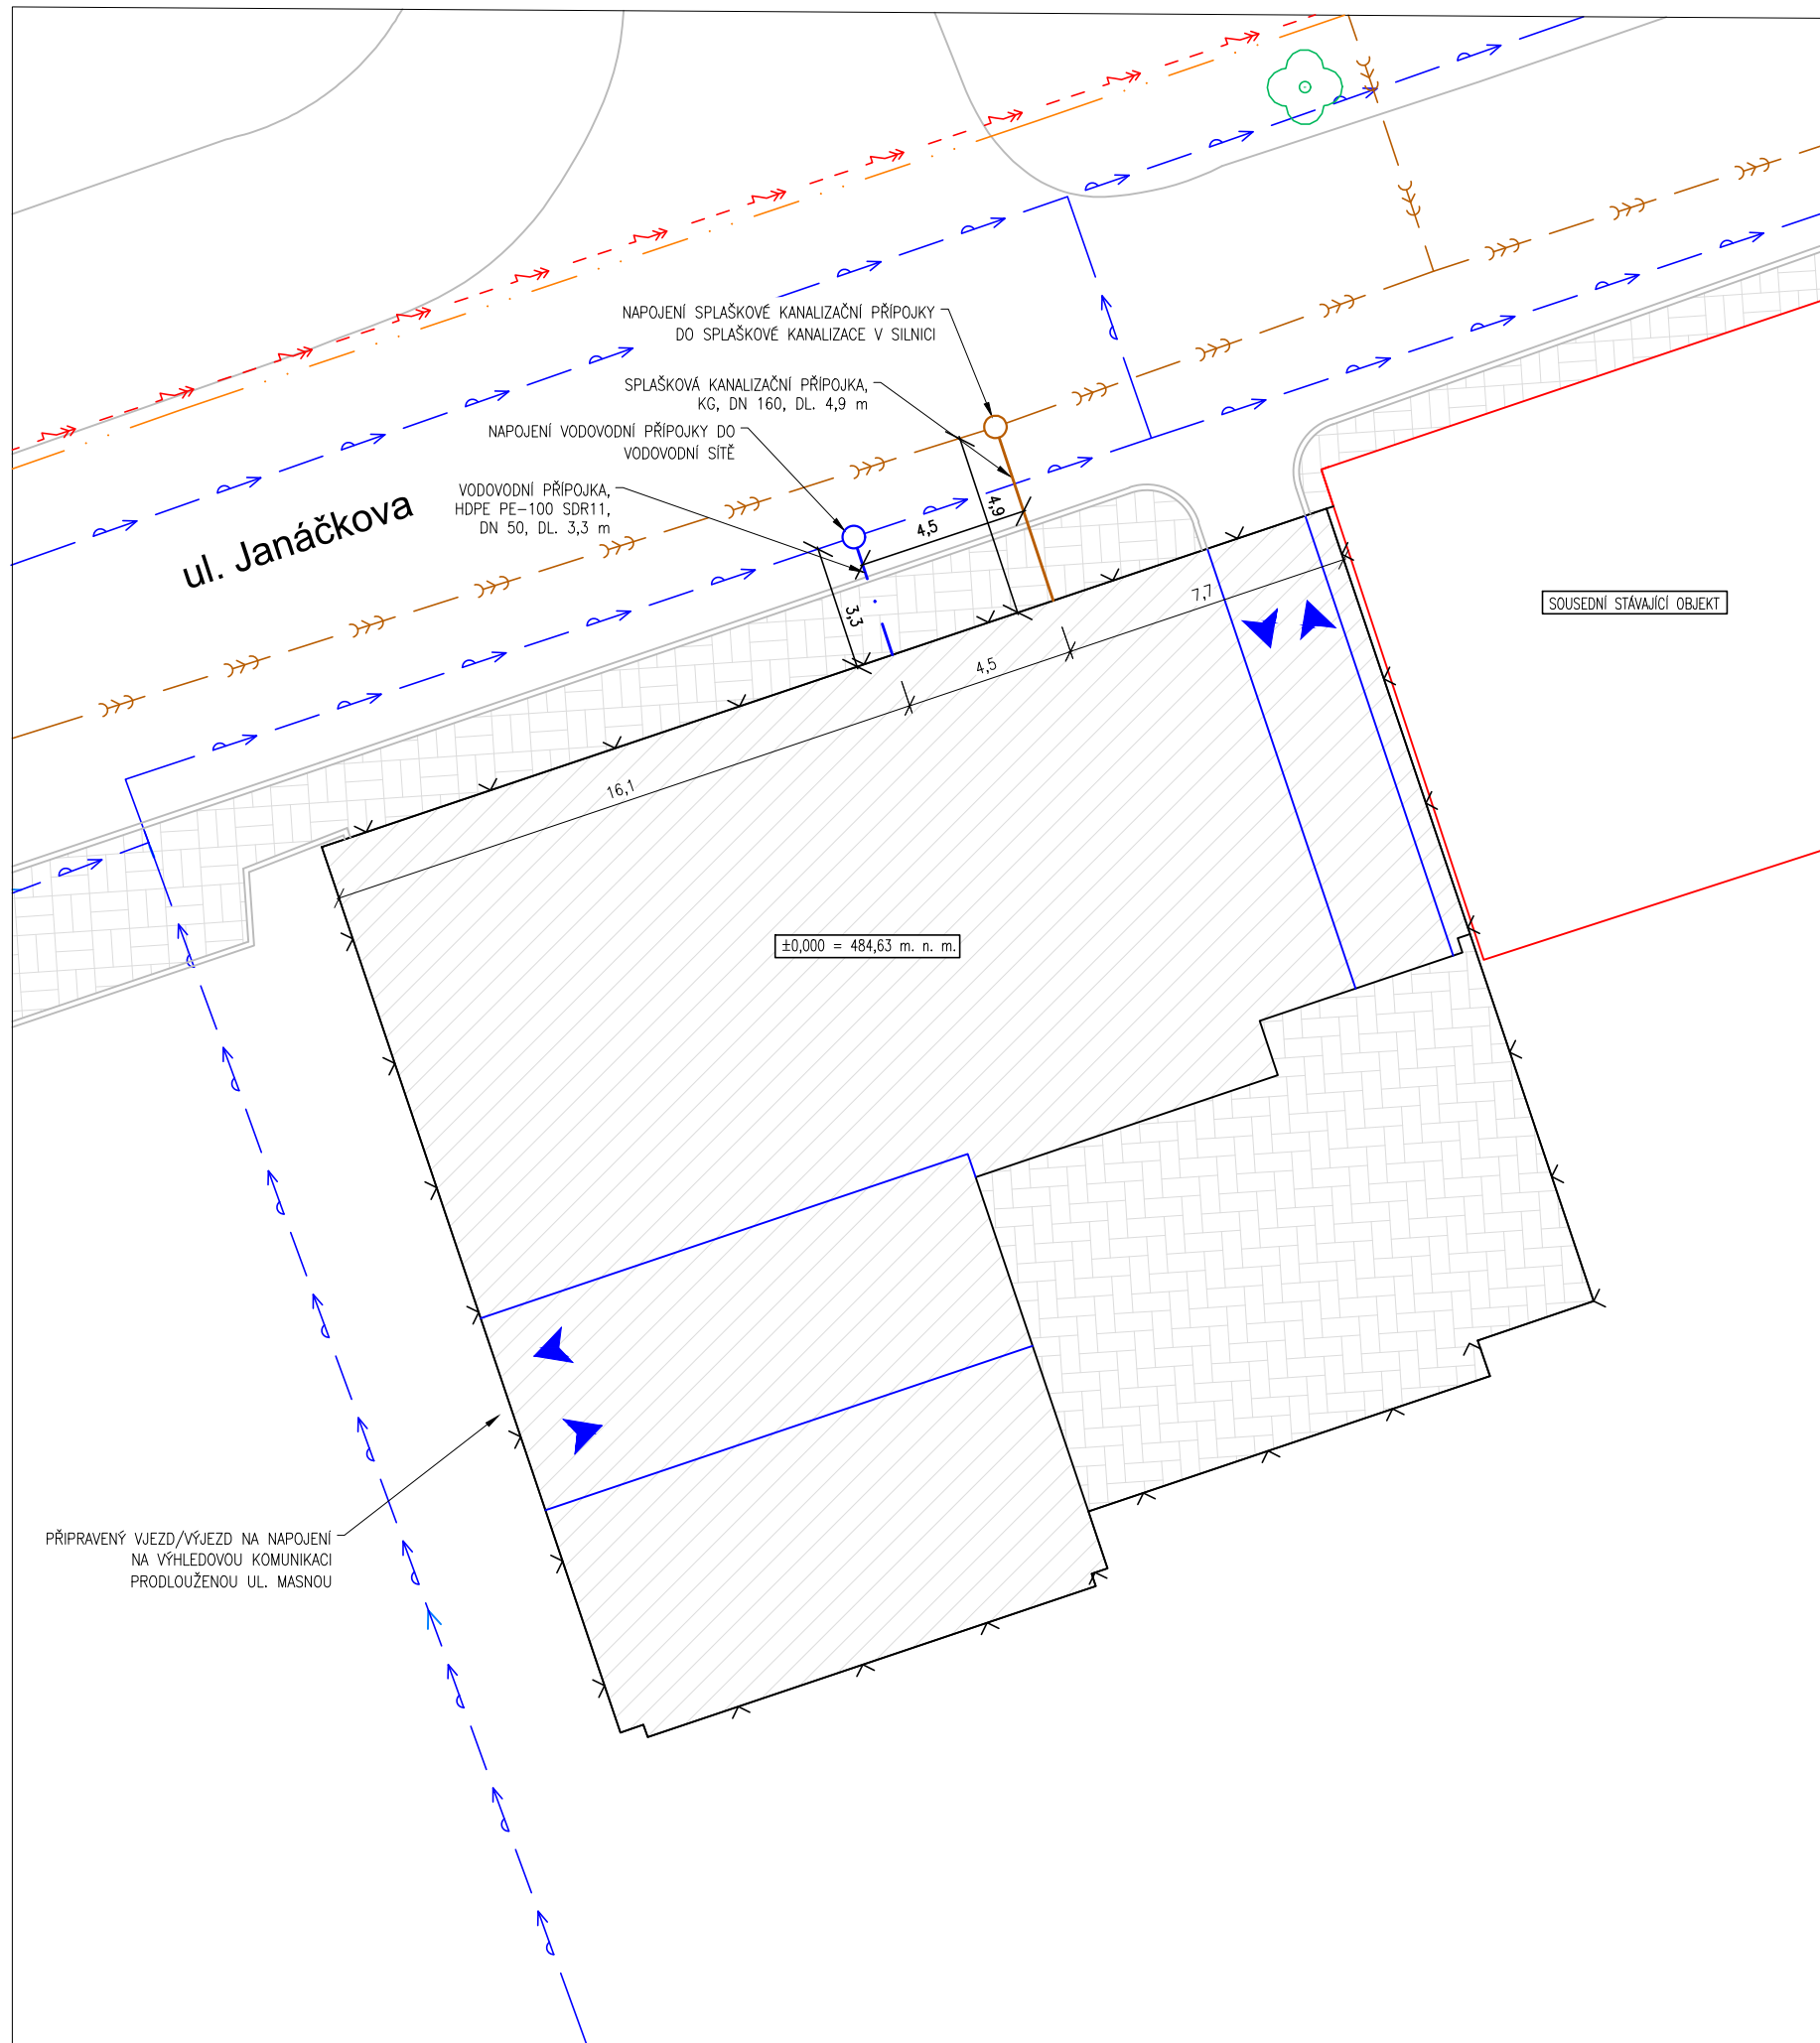 NAPOJENÍ SPLAŠKOVÉ KANALIZAČNÍ PŘÍPOJKY
DO SPLAŠKOVÉ KANALIZACE V SILNICI
SPLAŠKOVÁ KANALIZAČNÍ PŘÍPOJKA,
KG, DN 160, DL. 4,9 m
NAPOJENÍ VODOVODNÍ PŘÍPOJKY DO
VODOVODNÍ SÍTĚ
VODOVODNÍ PŘÍPOJKA,
HDPE PE-100 SDR11,
DN 50, DL. 3,3 m
ul. Janáčkova
4,9
4,5
3,3
7,7
4,5
16,1
SOUSEDNÍ STÁVAJÍCÍ OBJEKT
±0,000 = 484,63 m. n. m.
PŘIPRAVENÝ VJEZD/VÝJEZD NA NAPOJENÍ
NA VÝHLEDOVOU KOMUNIKACI
PRODLOUŽENOU UL. MASNOU